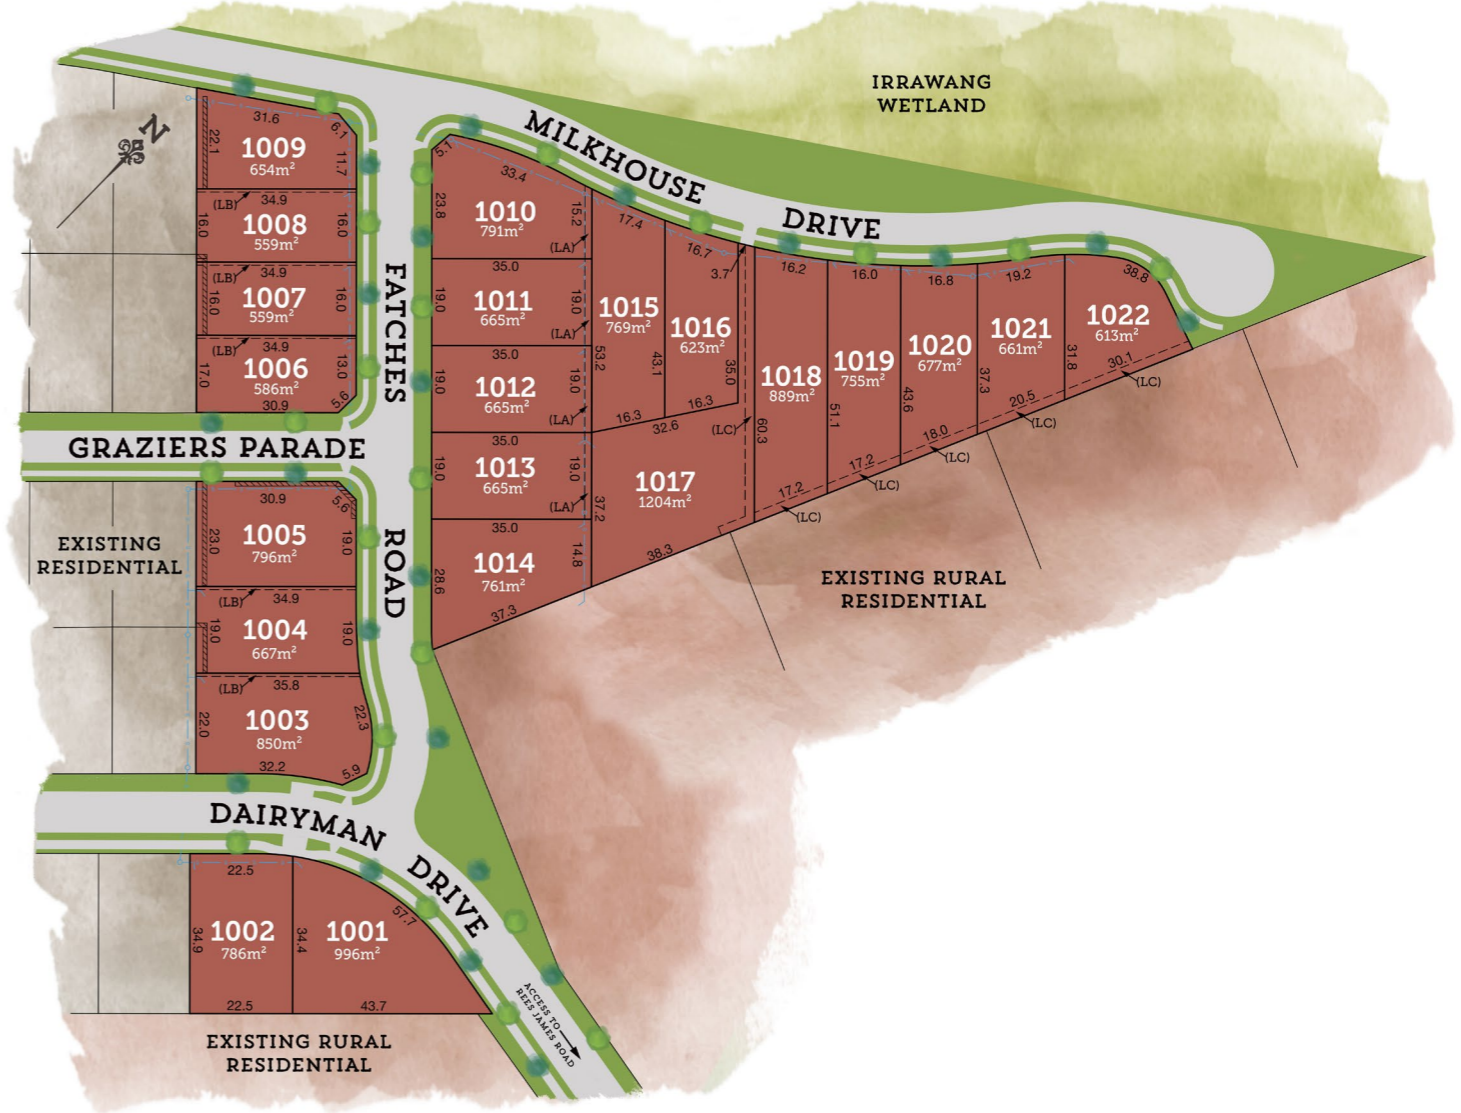 IRRAWANG
WETLAND
N
MILKHOUSE
DRIVE
31.6
6.1
22.1
1009
654m²
11.7
(LB)
34.9
16.0
1008
559m²
16.0
(LB)
34.9
16.0
1007
559m²
16.0
(LB)
34.9
17.0
1006
586m²
13.0
30.9
5.6
FATCHES
ROAD
GRAZIERS PARADE
5.1
33.4
23.8
1010
791m²
15.2
(LA)
35.0
19.0
1011
665m²
19.0
(LA)
35.0
19.0
1012
665m²
19.0
(LA)
35.0
19.0
1013
665m²
19.0
(LA)
35.0
28.6
1014
761m²
14.8
37.3
17.4
1015
769m²
53.2
16.3
16.7
1016
623m²
43.1
35.0
16.3
3.7
32.6
1017
1204m²
37.2
38.3
(LC)
16.2
1018
889m²
60.3
17.2
(LC)
16.0
1019
755m²
51.1
17.2
(LC)
16.8
1020
677m²
43.6
18.0
(LC)
19.2
1021
661m²
37.3
20.5
(LC)
38.8
1022
613m²
31.8
30.1
(LC)
EXISTING
RESIDENTIAL
30.9
5.6
23.0
1005
796m²
19.0
(LB)
34.9
19.0
1004
667m²
19.0
(LB)
35.8
22.0
1003
850m²
22.3
32.2
5.9
EXISTING RURAL
RESIDENTIAL
DAIRYMAN
DRIVE
22.5
34.9
1002
786m²
22.5
34.4
1001
996m²
57.7
43.7
ACCESS TO
REES JAMES ROAD
EXISTING RURAL
RESIDENTIAL